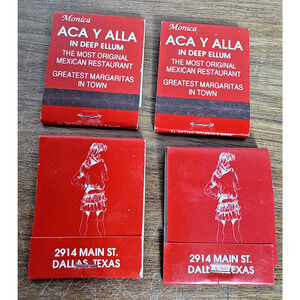 Monica
ACA Y ALLA
IN DEEP ELLUM
THE MOST ORIGINAL
MEXICAN RESTAURANT
GREATEST MARGARITAS
IN TOWN
Monica
ACA Y ALLA
IN DEEP ELLUM
THE MOST ORIGINAL
MEXICAN RESTAURANT
GREATEST MARGARITAS
IN TOWN
2914 MAIN ST.
DALLAS, TEXAS
2914 MAIN ST.
DALLAS, TEXAS